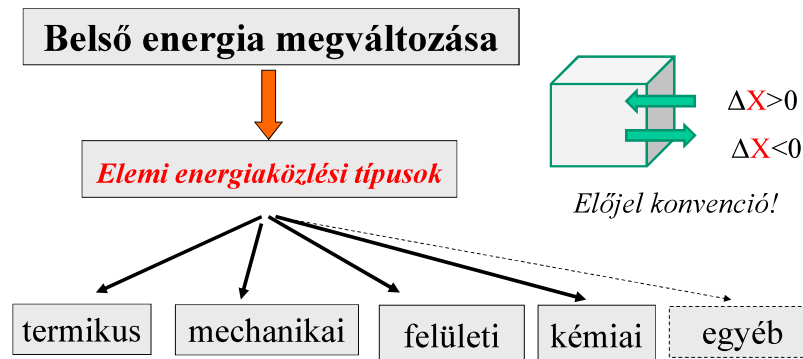 Belső energia megváltozása
ΔX>0
ΔX<0
Elemi energiaközlési típusok
Előjel konvenció!
termikus
mechanikai
felületi
kémiai
egyéb